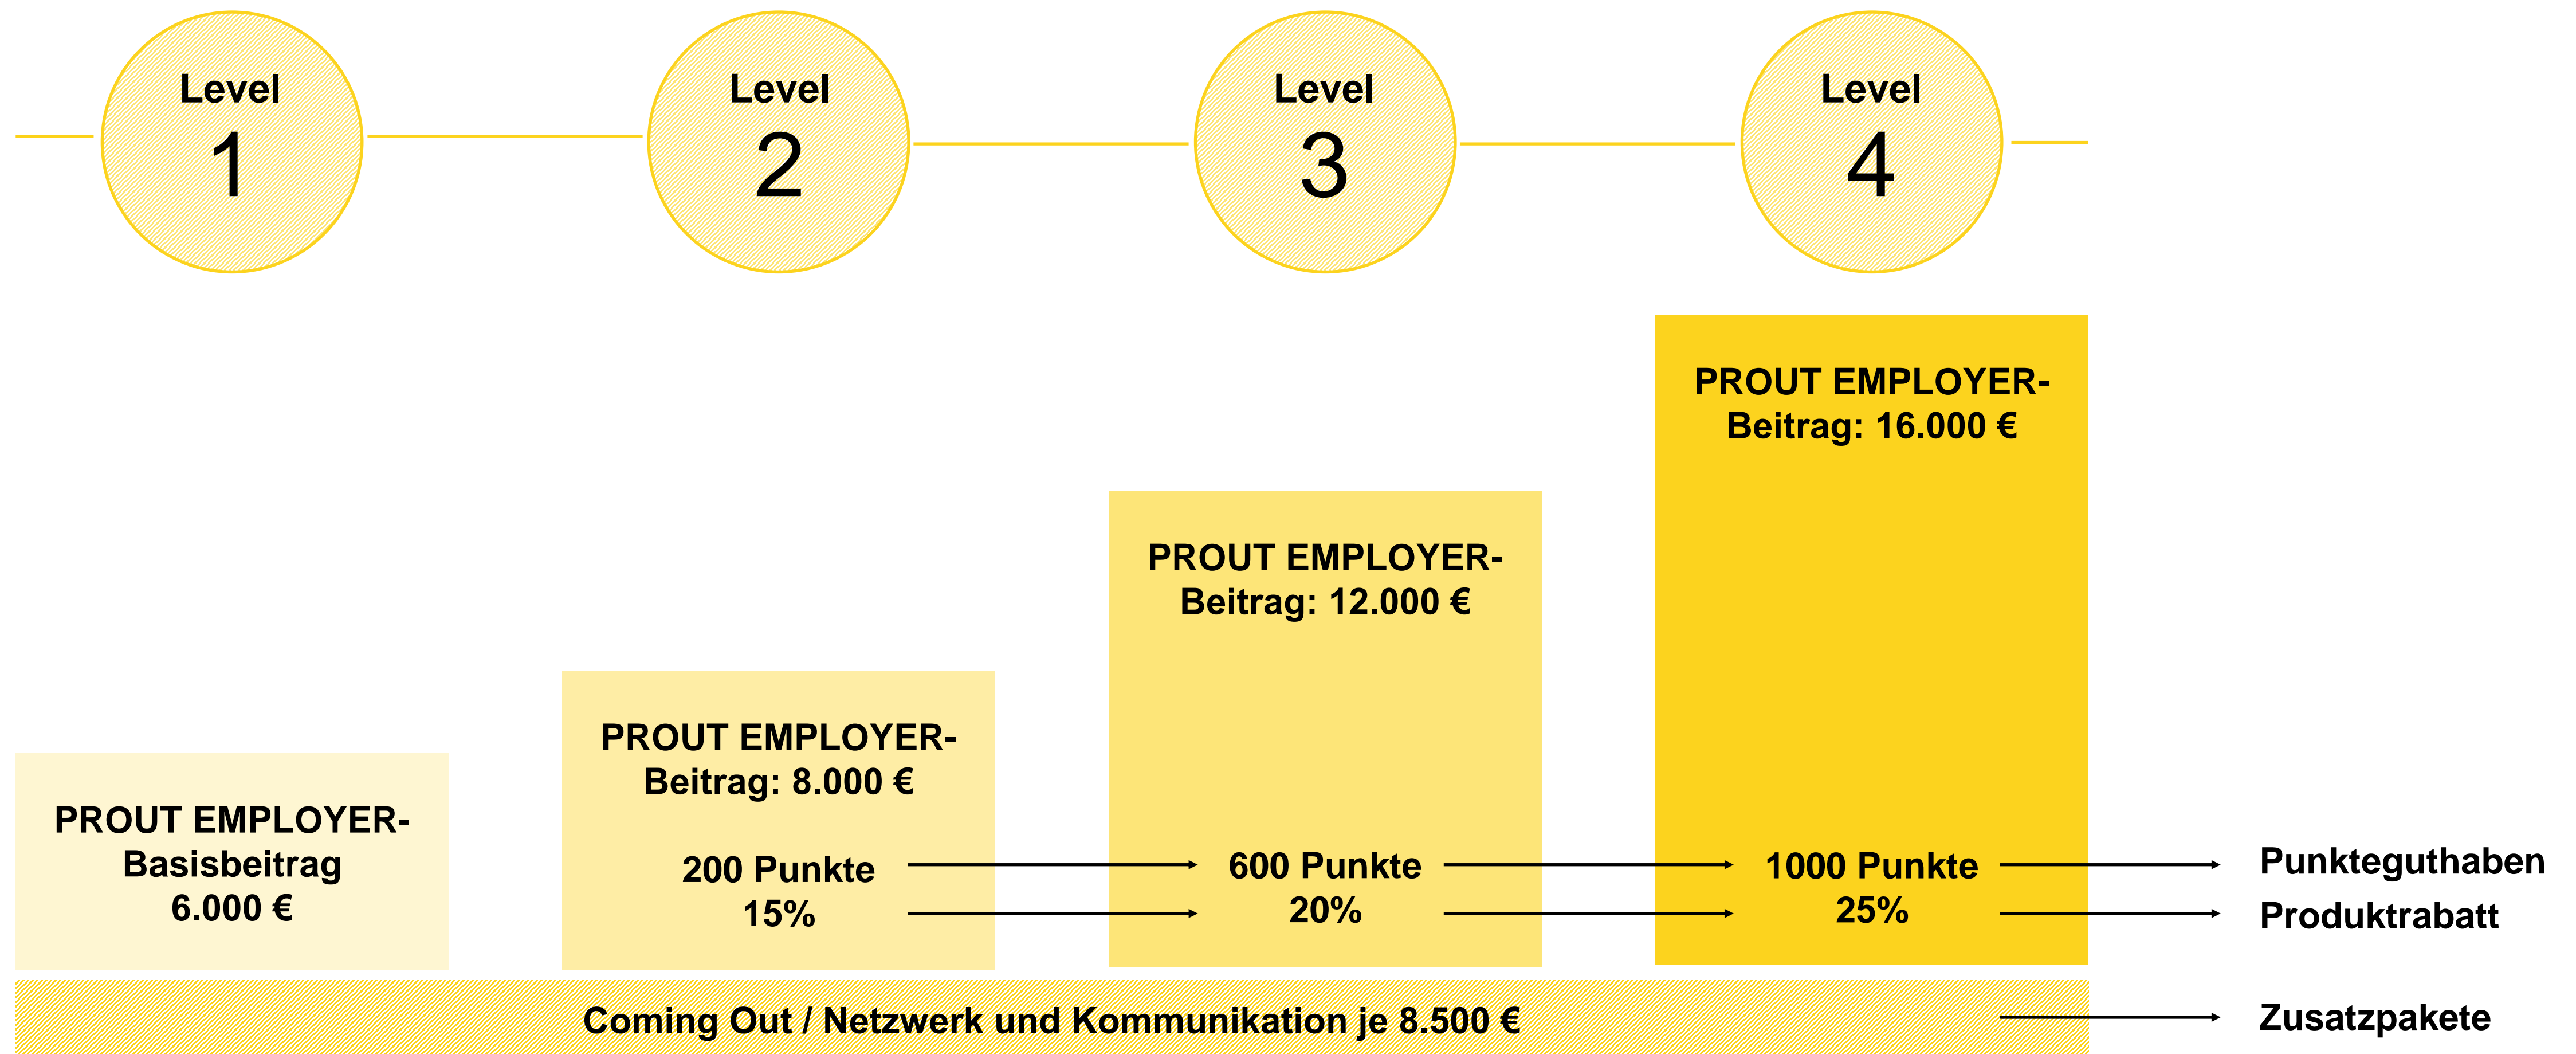 Level
1
Level
2
Level
3
Level
4
PROUT EMPLOYER-
Basisbeitrag
6.000 €
PROUT EMPLOYER-
Beitrag: 8.000 €
200 Punkte
15%
PROUT EMPLOYER-
Beitrag: 12.000 €
600 Punkte
20%
PROUT EMPLOYER-
Beitrag: 16.000 €
1000 Punkte
25%
Punkteguthaben
Produktrabatt
Coming Out / Netzwerk und Kommunikation je 8.500 €
Zusatzpakete